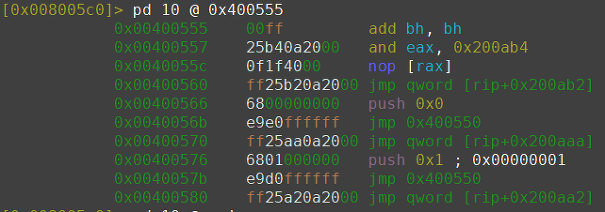 [0x008005c0]> pd 10 @ 0x400555
0x00400555 00ff add bh, bh
0x00400557 25b40a2000 and eax, 0x200ab4
0x0040055c 0f1f4000 nop [rax]
0x00400560 ff25b20a2000 jmp qword [rip+0x200ab2]
0x00400566 6800000000 push 0x0
0x0040056b e9e0ffffff jmp 0x400550
0x00400570 ff25aa0a2000 jmp qword [rip+0x200aaa]
0x00400576 6801000000 push 0x1 ; 0x00000001
0x0040057b e9d0ffffff jmp 0x400550
0x00400580 ff25a20a2000 jmp qword [rip+0x200aa2]